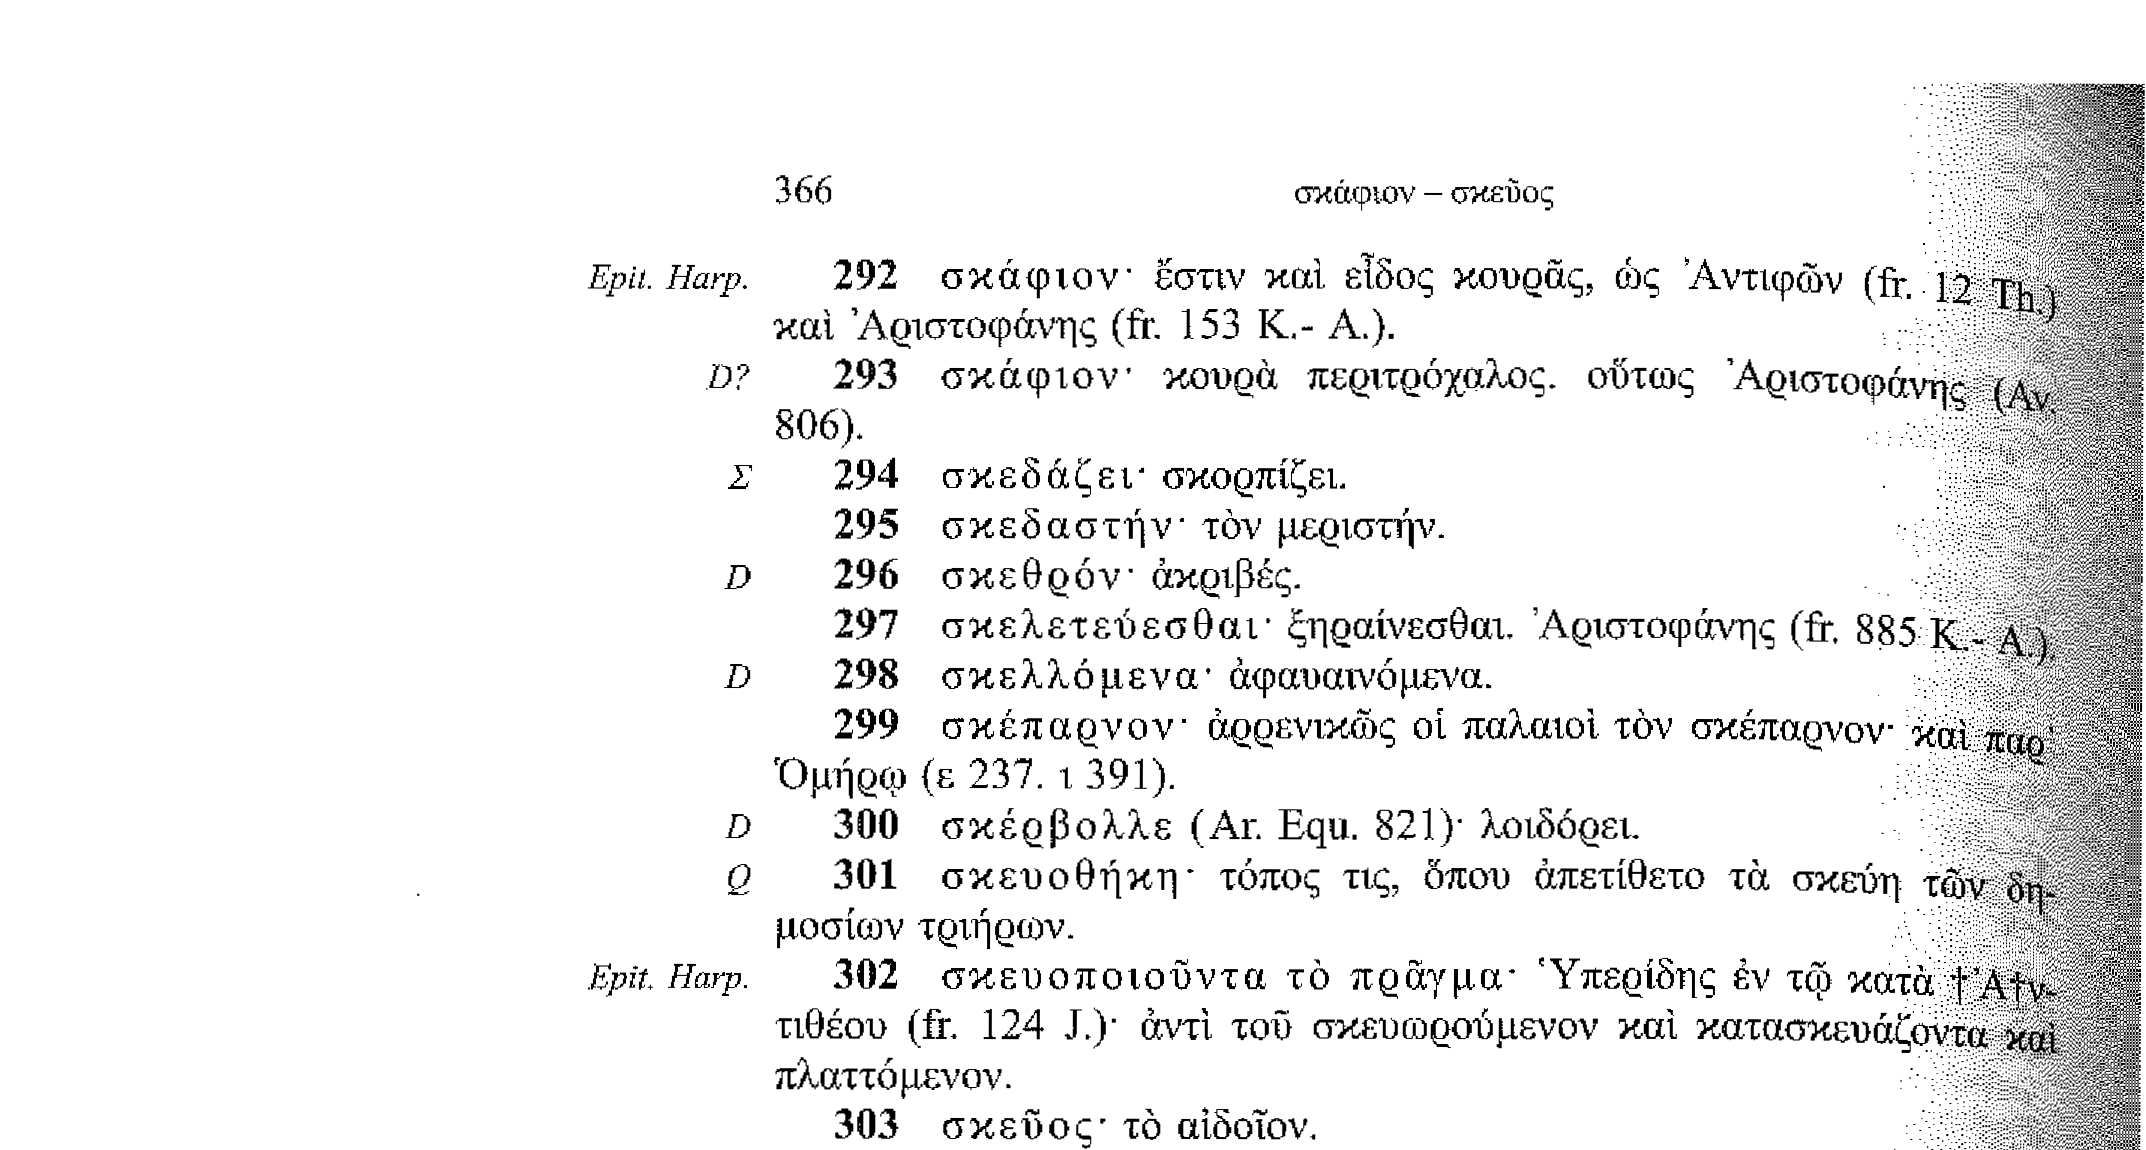 366 σκάφιον – σκεῦος
Epit. Harp. 292 σκάφιον· ἔστιν καὶ εἶδος κουρᾶς, ὡς Ἀντιφῶν (fr. 12 Th.)
καὶ Ἀριστοφάνης (fr. 153 K.- A.).
D? 293 σκάφιον· κουρὰ περιτρόχαλος. οὕτως Ἀριστοφάνης (Av.
806).
Σ 294 σκεδάζει· σκορπίζει.
295 σκεδαστήν· τὸν μεριστήν.
D 296 σκεθρόν· ἀκριβές.
297 σκελετεύεσθαι· ξηραίνεσθαι. Ἀριστοφάνης (fr. 885 K.- A.).
D 298 σκελλόμενα· ἀφαυαινόμενα.
299 σκέπαρνον· ἀρρενικῶς οἱ παλαιοὶ τὸν σκέπαρνον· καὶ παρ'
Ὁμήρῳ (ε 237. ι 391).
D 300 σκέρβολλε (Ar. Equ. 821)· λοιδόρει.
Q 301 σκευοθήκη· τόπος τις, ὅπου ἀπετίθετο τὰ σκεύη τῶν δη-
μοσίων τριήρων.
Epit. Harp. 302 σκευοποιοῦντα τὸ πρᾶγμα· Ὑπερίδης ἐν τῷ κατὰ †Ἀ†ν-
τιθέου (fr. 124 J.)· ἀντὶ τοῦ σκευωρούμενον καὶ κατασκευάζοντα καὶ
πλαττόμενον.
303 σκεῦος· τὸ αἰδοῖον.